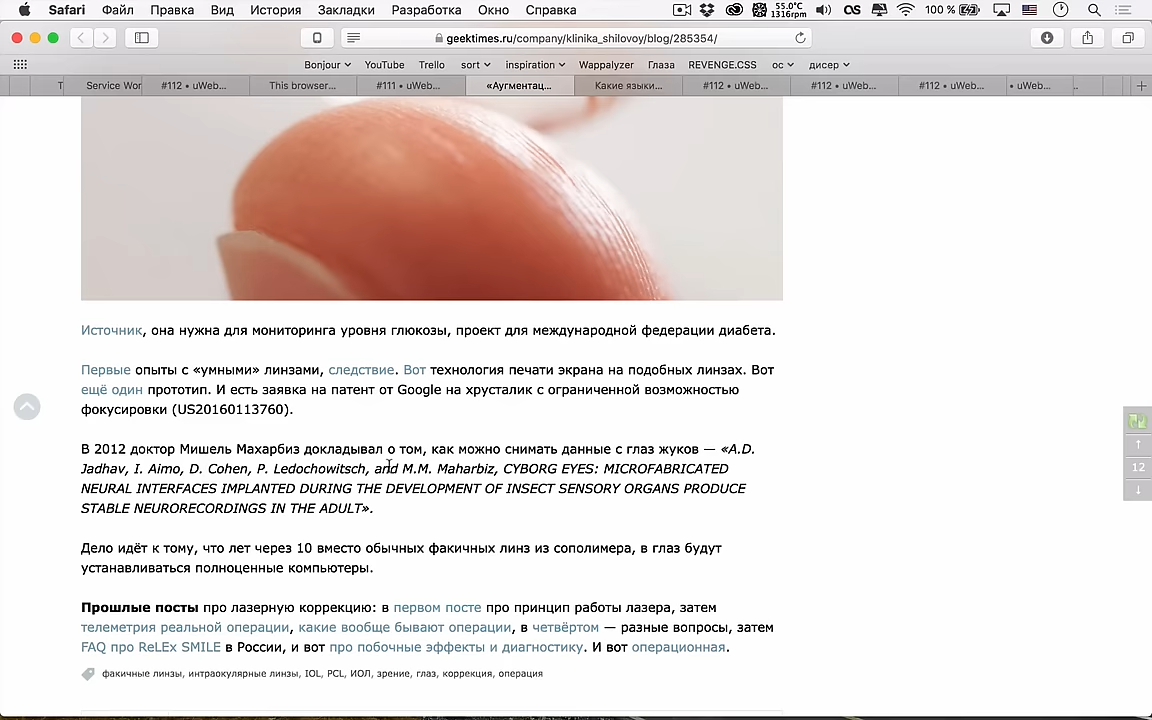 Safari Файл Правка Вид История Закладки Разработка Окно Справка 55.0°C 1316rpm 100 %
geektimes.ru/company/klinika_shilovoy/blog/285354/
Bonjour YouTube Trello sort inspiration Wappalyzer Глаза REVENGE.CSS ос дисер
T Service Wor #112 • uWeb... This browser... #111 • uWeb... «Аугментац... Какие языки... #112 • uWeb... #112 • uWeb... #112 • uWeb... • uWeb... ..
Источник, она нужна для мониторинга уровня глюкозы, проект для международной федерации диабета.
Первые опыты с «умными» линзами, следствие. Вот технология печати экрана на подобных линзах. Вот
ещё один прототип. И есть заявка на патент от Google на хрусталик с ограниченной возможностью
фокусировки (US20160113760).
В 2012 доктор Мишель Махарбиз докладывал о том, как можно снимать данные с глаз жуков — «A.D.
Jadhav, I. Aimo, D. Cohen, P. Ledochowitsch, and M.M. Maharbiz, CYBORG EYES: MICROFABRICATED
NEURAL INTERFACES IMPLANTED DURING THE DEVELOPMENT OF INSECT SENSORY ORGANS PRODUCE
STABLE NEURORECORDINGS IN THE ADULT».
12
Дело идёт к тому, что лет через 10 вместо обычных факичных линз из сополимера, в глаз будут
устанавливаться полноценные компьютеры.
Прошлые посты про лазерную коррекцию: в первом посте про принцип работы лазера, затем
телеметрия реальной операции, какие вообще бывают операции, в четвёртом — разные вопросы, затем
FAQ про ReLEx SMILE в России, и вот про побочные эффекты и диагностику. И вот операционная.
факичные линзы, интраокулярные линзы, IOL, PCL, ИОЛ, зрение, глаз, коррекция, операция